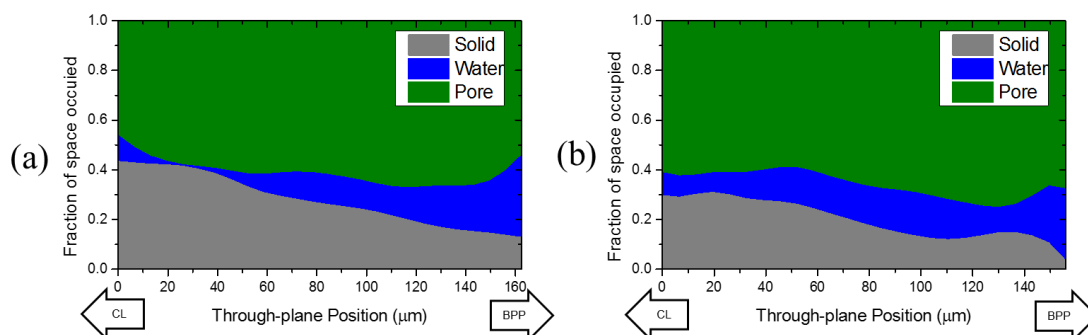 (a)
Fraction of space occuied
1.0
0.8
0.6
0.4
0.2
0.0
Solid
Water
Pore
0 20 40 60 80 100 120 140 160
CL
Through-plane Position (μm)
BPP
(b)
Fraction of space occupied
1.0
0.8
0.6
0.4
0.2
0.0
Solid
Water
Pore
0 20 40 60 80 100 120 140
CL
Through-plane Position (μm)
BPP